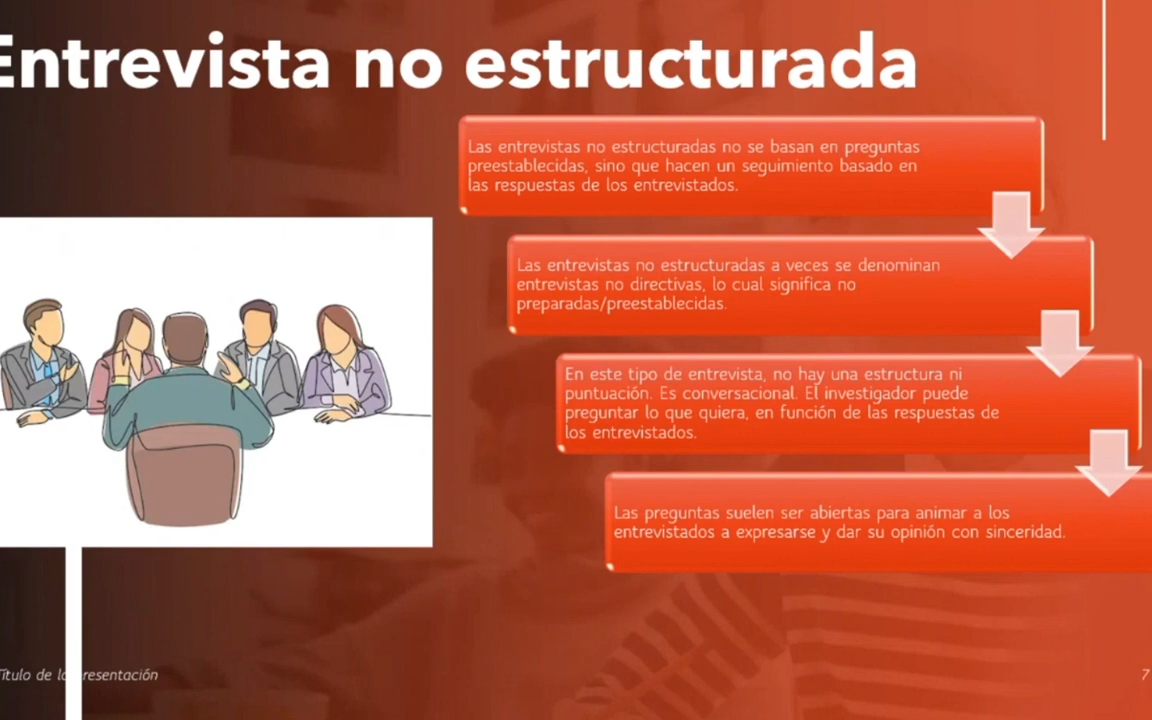 Entrevista no estructurada
Las entrevistas no estructuradas no se basan en preguntas
preestablecidas, sino que hacen un seguimiento basado en
las respuestas de los entrevistados.
Las entrevistas no estructuradas a veces se denominan
entrevistas no directivas, lo cual significa no
preparadas/preestablecidas.
En este tipo de entrevista, no hay una estructura ni
puntuación. Es conversacional. El investigador puede
preguntar lo que quiera, en función de las respuestas de
los entrevistados.
Las preguntas suelen ser abiertas para animar a los
entrevistados a expresarse y dar su opinión con sinceridad.
Título de la presentación
7